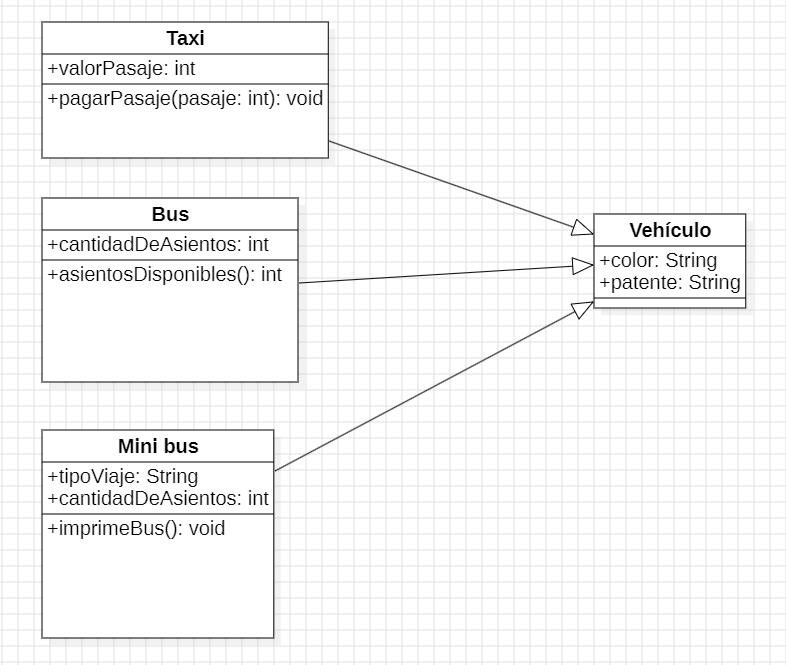 Taxi
+valorPasaje: int
+pagarPasaje(pasaje: int): void
Bus
+cantidadDeAsientos: int
+asientosDisponibles(): int
Vehículo
+color: String
+patente: String
Mini bus
+tipoViaje: String
+cantidadDeAsientos: int
+imprimeBus(): void